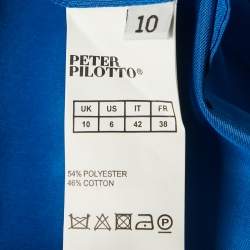 10
PETER
PILOTTO®
UK US IT FR
10 6 42 38
54% POLYESTER
46% COTTON
P